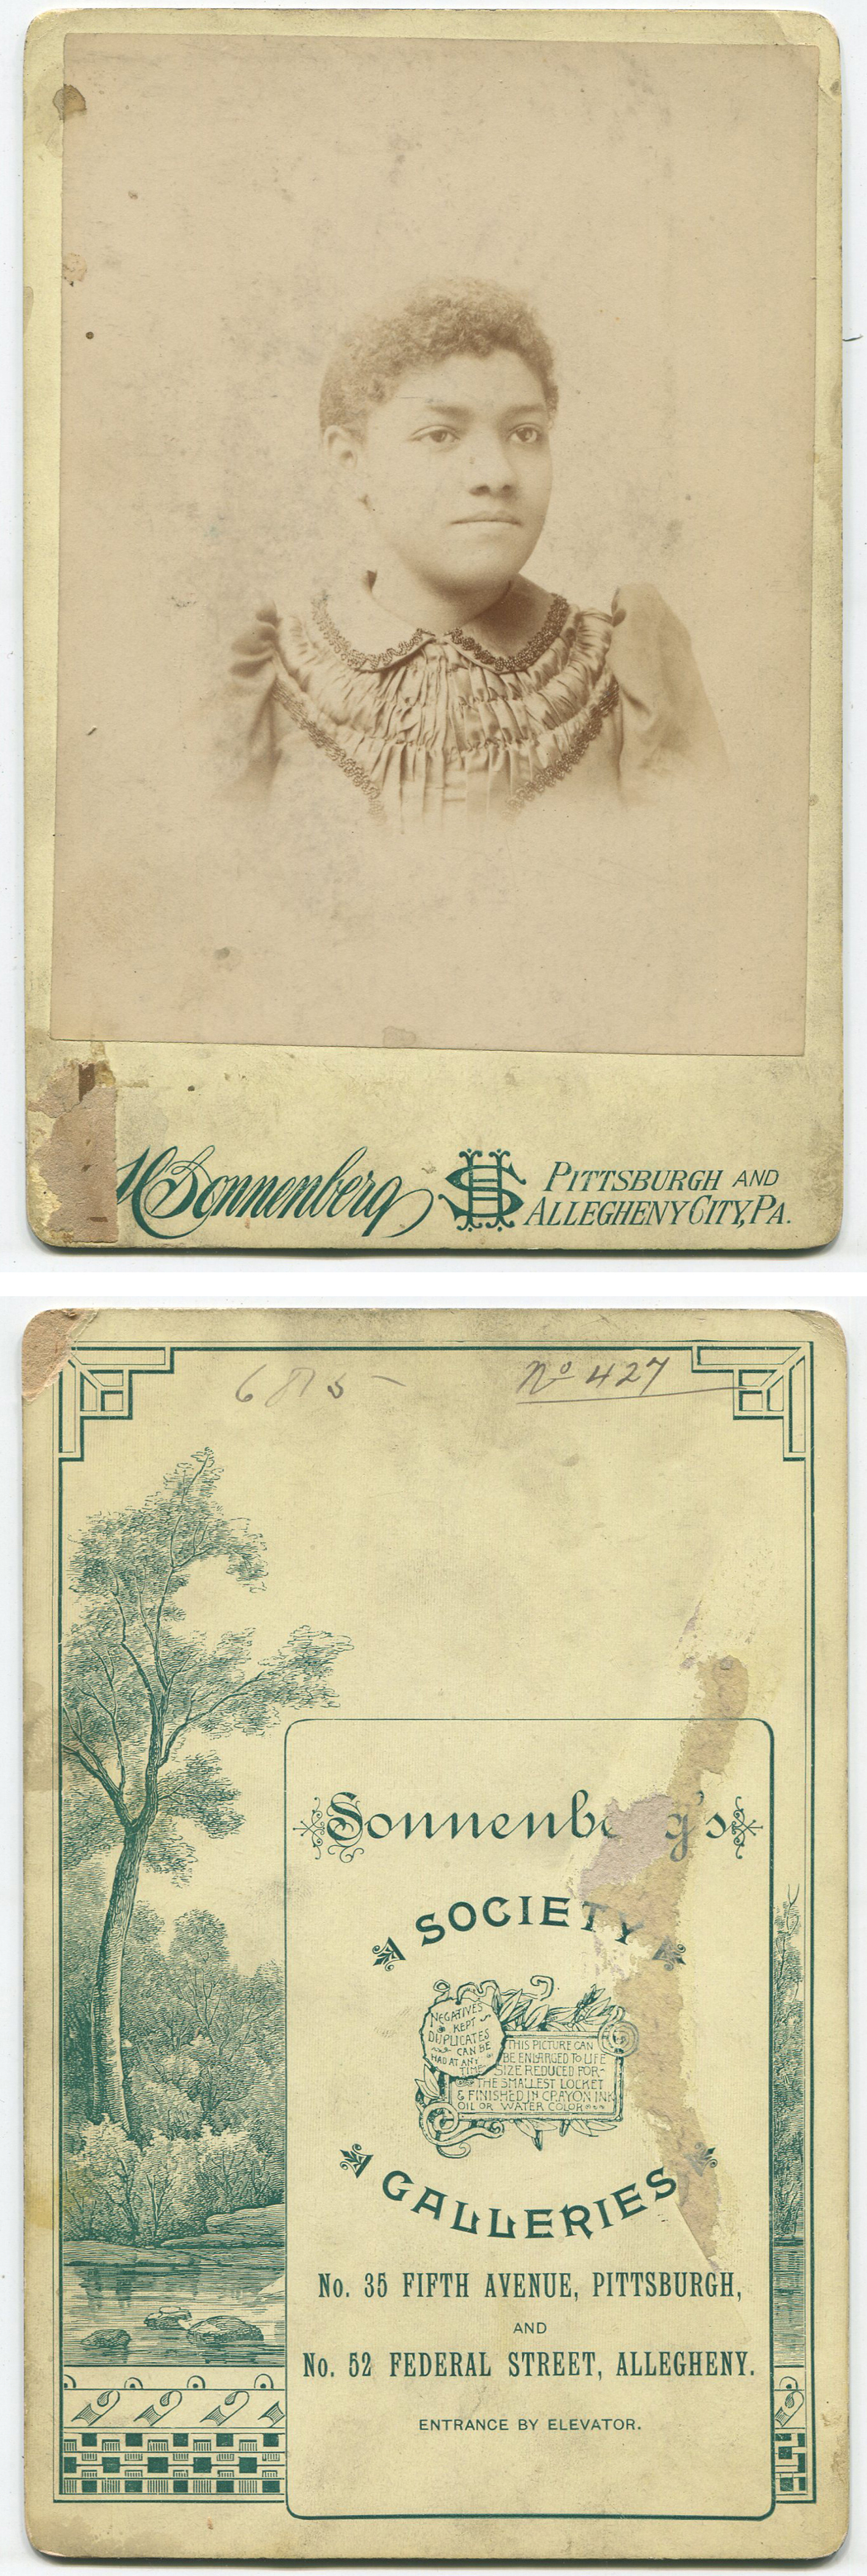 Sonnenberg
HS
PITTSBURGH AND
ALLEGHENY CITY, PA.
No 427
Sonnenberg's
SOCIETY
NEGATIVES
KEPT
DUPLICATES
CAN BE
HAD AT ANY
TIME
THIS PICTURE CAN
BE ENLARGED TO LIFE
SIZE REDUCED FOR
THE SMALLEST LOCKET
& FINISHED IN CRAYON INK
OIL OR WATER COLOR
GALLERIES
No. 35 FIFTH AVENUE, PITTSBURGH,
AND
No. 52 FEDERAL STREET, ALLEGHENY.
ENTRANCE BY ELEVATOR.